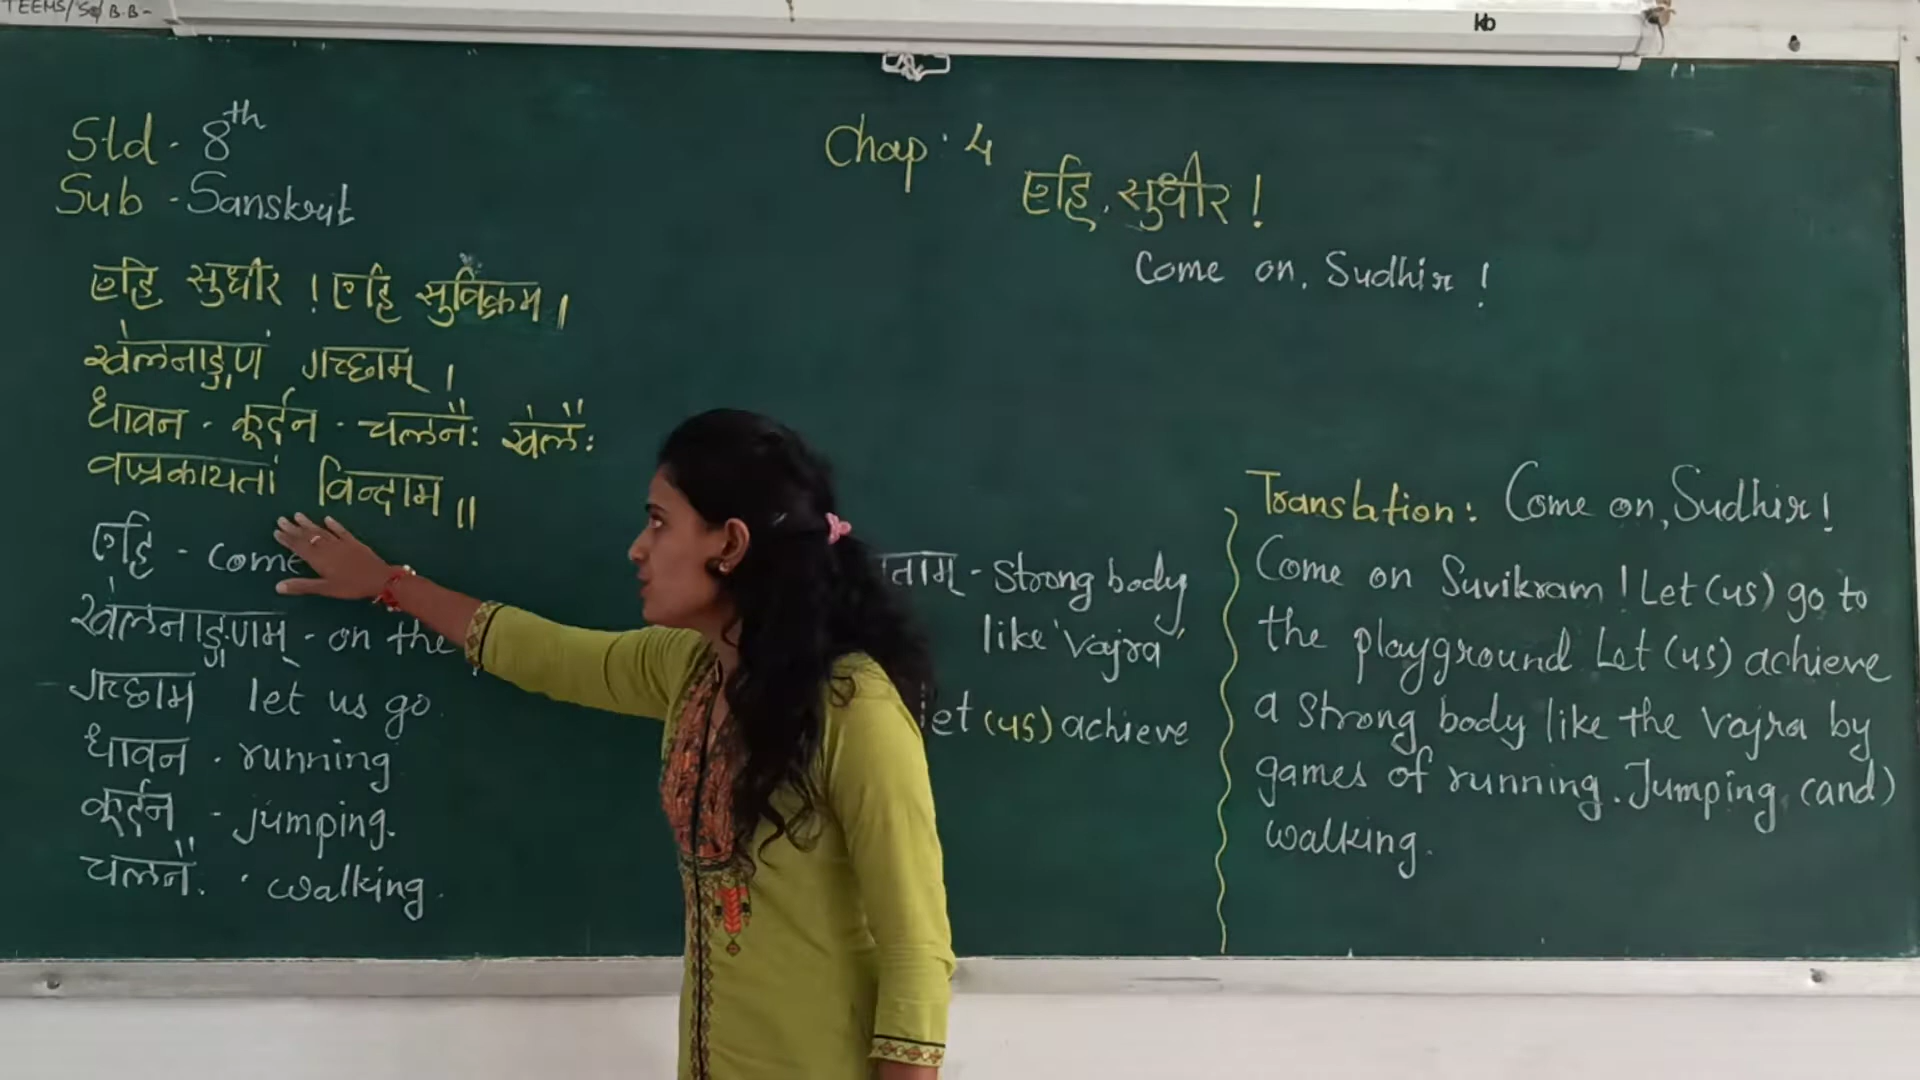 TEEMS/S
B.B-
kb
Std - 8th
Sub - Sanskrit
Chap. 4
एहि, सुधीर !
Come on, Sudhir !
एहि सुधीर ! एहि सुविक्रम ।
खेलनाङ्गणं गच्छाम् ।
धावन - कूर्दन - चलनैः खेलैः
वज्रकायतां विन्दाम ॥
एहि - come
खेलनाङ्गणम् - on the
गच्छाम let us go.
धावन - running
कूर्दन - jumping.
चलनैः - walking.
ताम् - strong body
like 'vajra'
let (us) achieve
Translation: Come on, Sudhir!
Come on Suvikram ! Let (us) go to
the playground Let (us) achieve
a strong body like the vajra by
games of running. Jumping, (and)
walking.